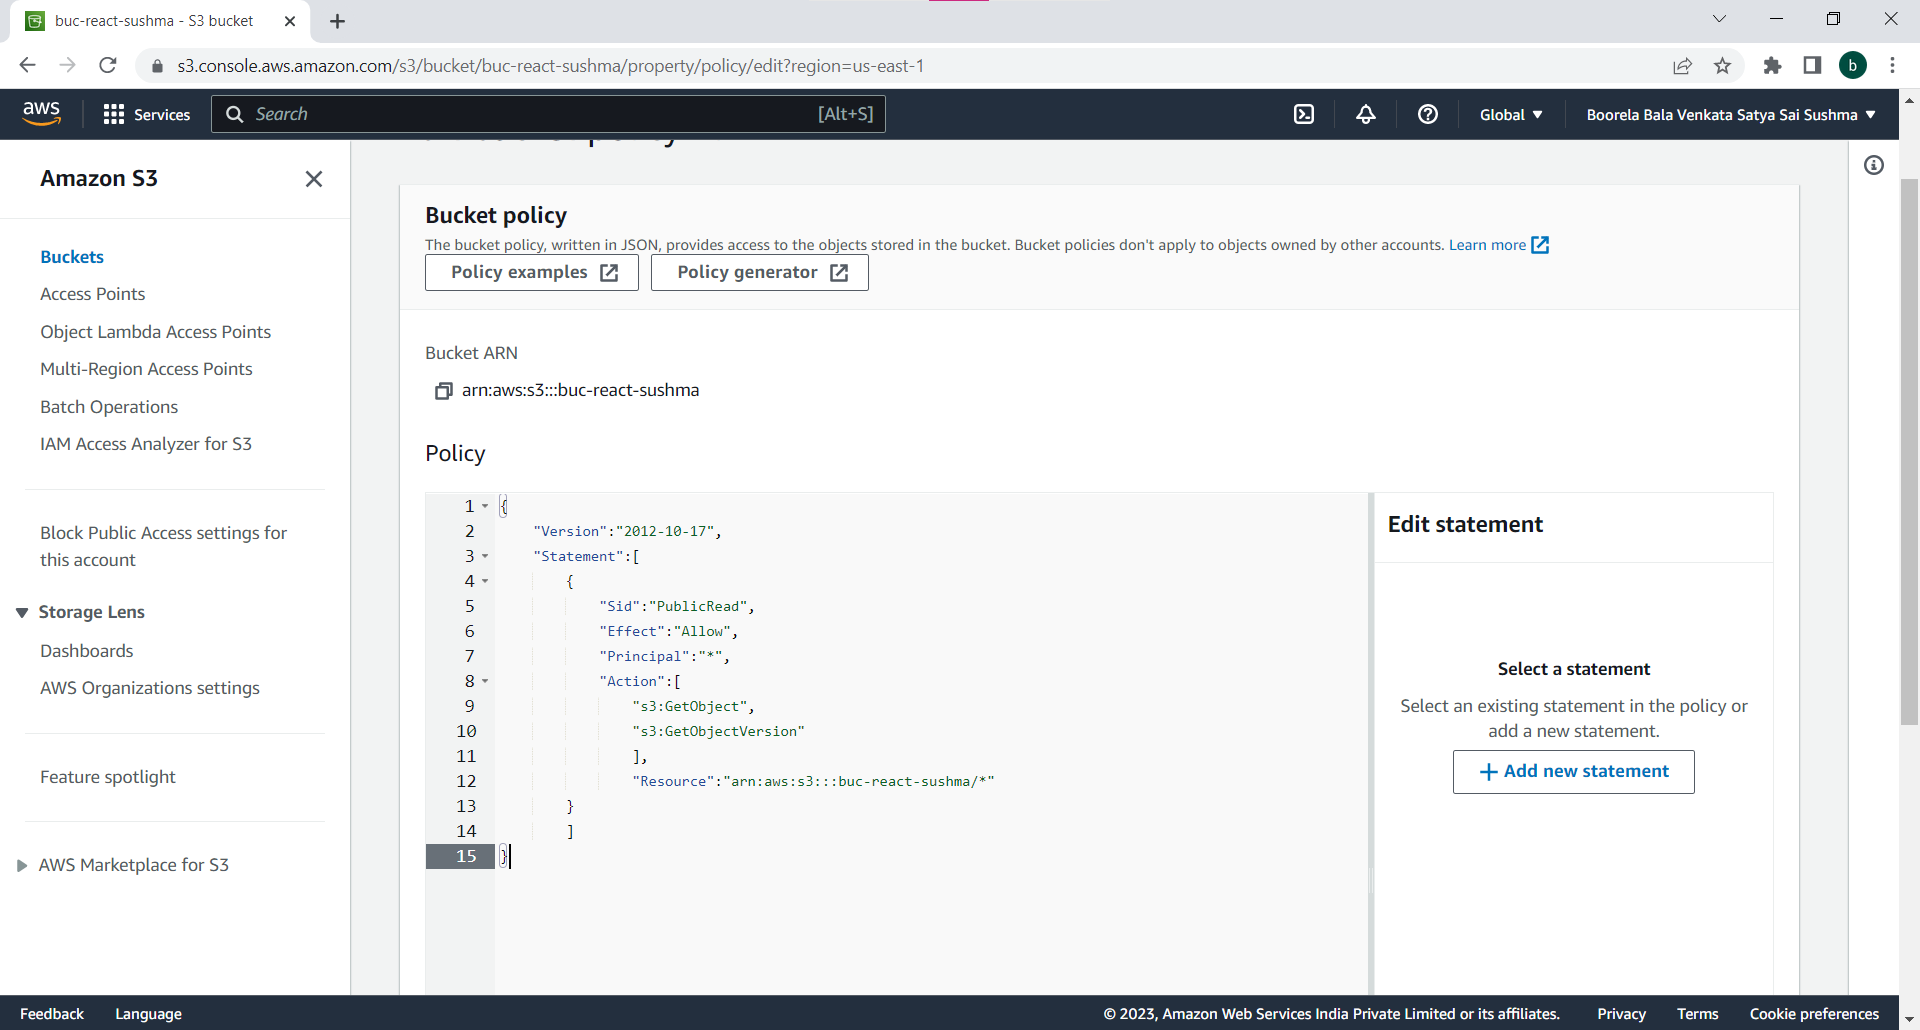 buc-react-sushma - S3 bucket
s3.console.aws.amazon.com/s3/bucket/buc-react-sushma/property/policy/edit?region=us-east-1
b
aws
Services
Search
[Alt+S]
Global
Boorela Bala Venkata Satya Sai Sushma
Amazon S3
Buckets
Access Points
Object Lambda Access Points
Multi-Region Access Points
Batch Operations
IAM Access Analyzer for S3
Block Public Access settings for
this account
Storage Lens
Dashboards
AWS Organizations settings
Feature spotlight
AWS Marketplace for S3
Bucket policy
The bucket policy, written in JSON, provides access to the objects stored in the bucket. Bucket policies don't apply to objects owned by other accounts. Learn more
Policy examples
Policy generator
Bucket ARN
arn:aws:s3:::buc-react-sushma
Policy
1 {
2 "Version":"2012-10-17",
3 "Statement":[
4 {
5 "Sid":"PublicRead",
6 "Effect":"Allow",
7 "Principal":"*",
8 "Action":[
9 "s3:GetObject",
10 "s3:GetObjectVersion"
11 ],
12 "Resource":"arn:aws:s3:::buc-react-sushma/*"
13 }
14 ]
15 }
Edit statement
Select a statement
Select an existing statement in the policy or
add a new statement.
Add new statement
Feedback
Language
© 2023, Amazon Web Services India Private Limited or its affiliates.
Privacy
Terms
Cookie preferences